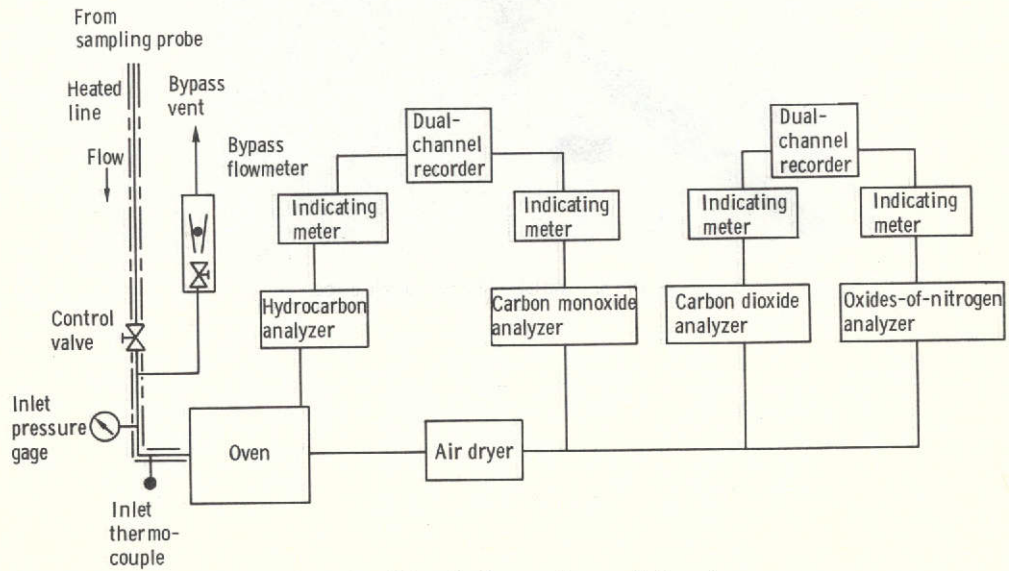 From
sampling probe
Heated
line
Bypass
vent
Flow
Bypass
flowmeter
Dual-
channel
recorder
Dual-
channel
recorder
Indicating
meter
Indicating
meter
Indicating
meter
Indicating
meter
Hydrocarbon
analyzer
Carbon monoxide
analyzer
Carbon dioxide
analyzer
Oxides-of-nitrogen
analyzer
Control
valve
Inlet
pressure
gage
Oven
Air dryer
Inlet
thermo-
couple